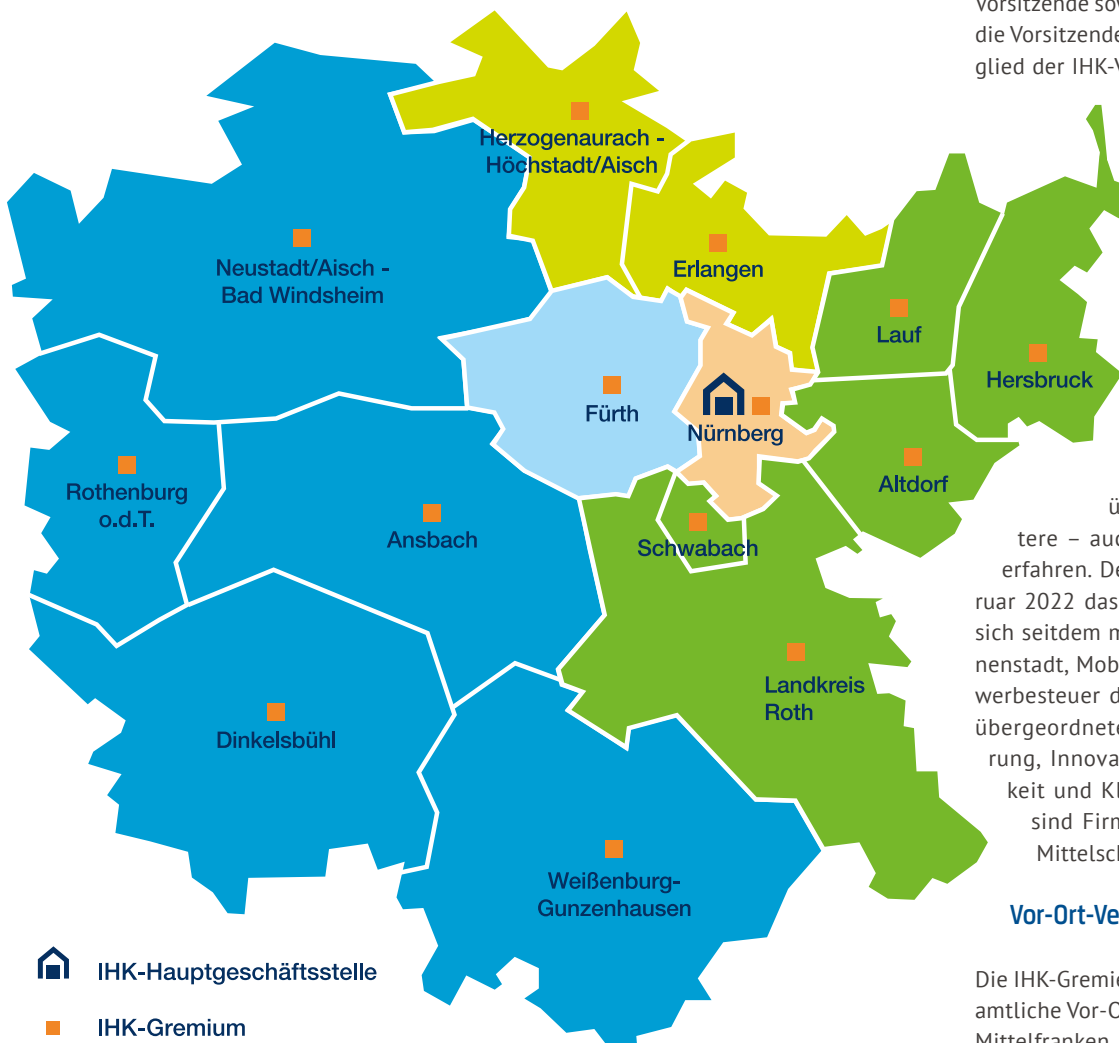 Vorsitzende sow
die Vorsitzende
glied der IHK-V
Herzogenaurach -
Höchstadt/Aisch
Neustadt/Aisch -
Bad Windsheim
Erlangen
Lauf
Hersbruck
Fürth
Nürnberg
Rothenburg
o.d.T.
Ansbach
Altdorf
Schwabach
Landkreis
Roth
Dinkelsbühl
Weißenburg-
Gunzenhausen
IHK-Hauptgeschäftsstelle
IHK-Gremium
ü
tere – auc
erfahren. De
ruar 2022 das
sich seitdem m
nenstadt, Mob
werbesteuer d
übergeordnete
rung, Innova
keit und Kl
sind Firn
Mittelsch
Vor-Ort-Ve
Die IHK-Gremie
amtliche Vor-O
Mittelfranken